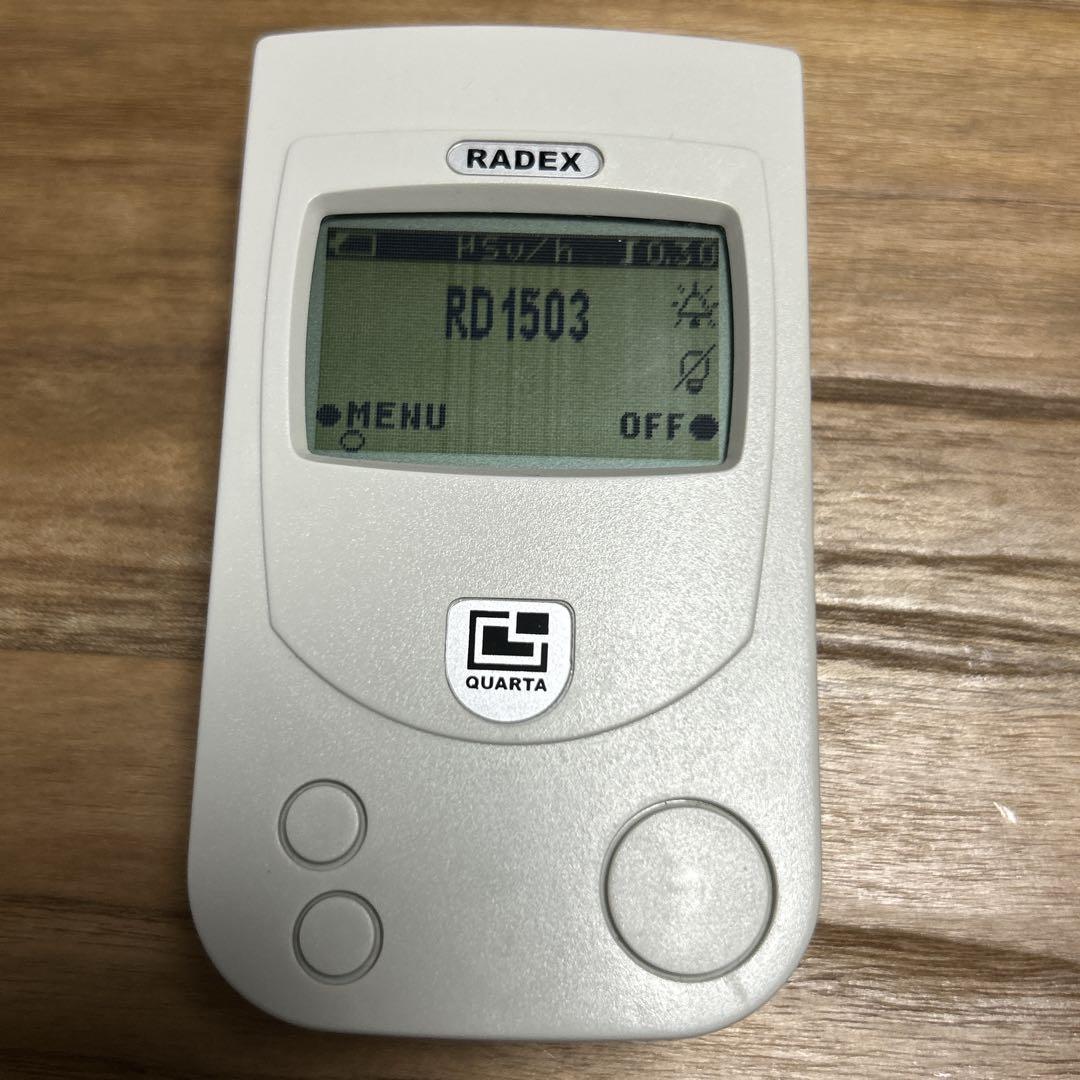 RADEX
μSv/h 0.30
RD1503
MENU OFF
QUARTA